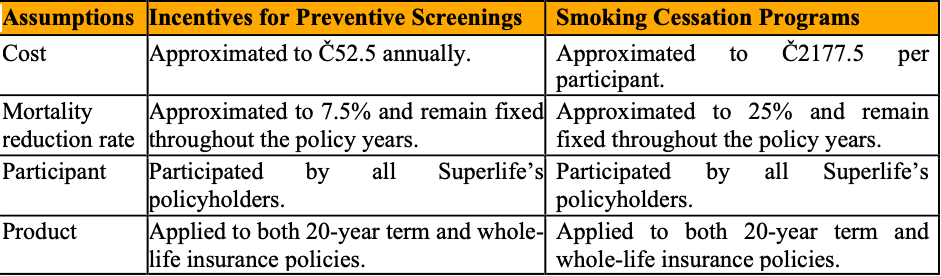 Assumptions Incentives for Preventive Screenings Smoking Cessation Programs
Cost Approximated to Č52.5 annually. Approximated to Č2177.5 per
participant.
Mortality Approximated to 7.5% and remain fixed Approximated to 25% and remain
reduction rate throughout the policy years. fixed throughout the policy years.
Participant Participated by all Superlife’s Participated by all Superlife’s
policyholders. policyholders.
Product Applied to both 20-year term and whole- Applied to both 20-year term and
life insurance policies. whole-life insurance policies.